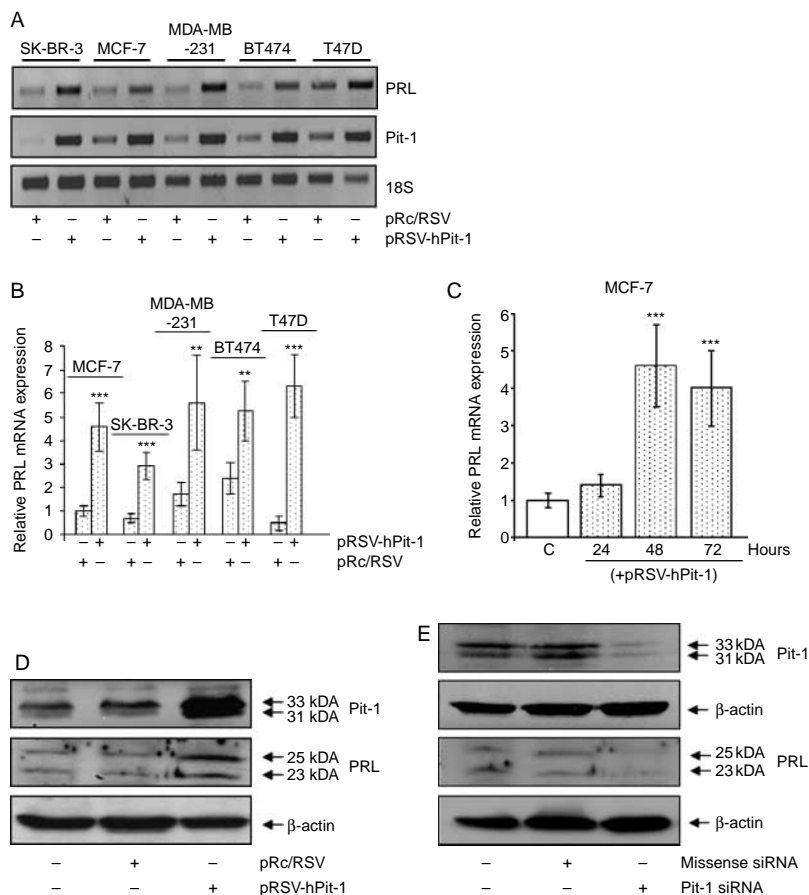 A
SK-BR-3 MCF-7 MDA-MB-231 BT474 T47D
PRL
Pit-1
18S
+ – + – + – + – + – pRc/RSV
– + – + – + – + – + pRSV-hPit-1
B
Relative PRL mRNA expression
8
7
6
5
4
3
2
1
0
MCF-7
***
SK-BR-3
***
MDA-MB
-231
**
BT474
**
T47D
***
– + – + – + – + – + pRSV-hPit-1
+ – + – + – + – + – pRc/RSV
C
MCF-7
Relative PRL mRNA expression
6
5
4
3
2
1
0
***
***
C 24 48 72 Hours
(+pRSV-hPit-1)
D
33 kDA
31 kDA
Pit-1
25 kDA
23 kDA
PRL
β-actin
– + – pRc/RSV
– – + pRSV-hPit-1
E
33 kDA
31 kDA
Pit-1
β-actin
25 kDA
23 kDA
PRL
β-actin
– + – Missense siRNA
– – + Pit-1 siRNA